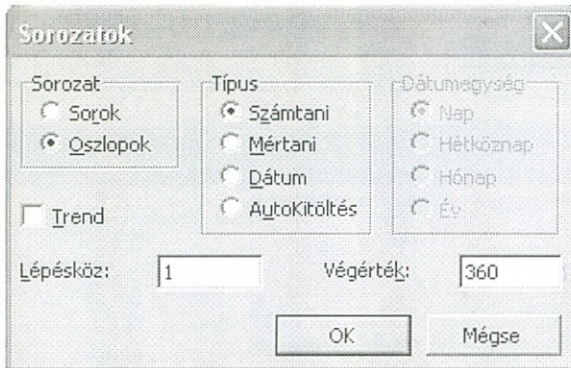 Sorozatok
Sorozat
Sorok
Oszlopok
Trend
Típus
Számtani
Mértani
Dátum
AutoKitöltés
Dátumegység
Nap
Hétköznap
Hónap
Év
Lépésköz: 1
Végérték: 360
OK
Mégse